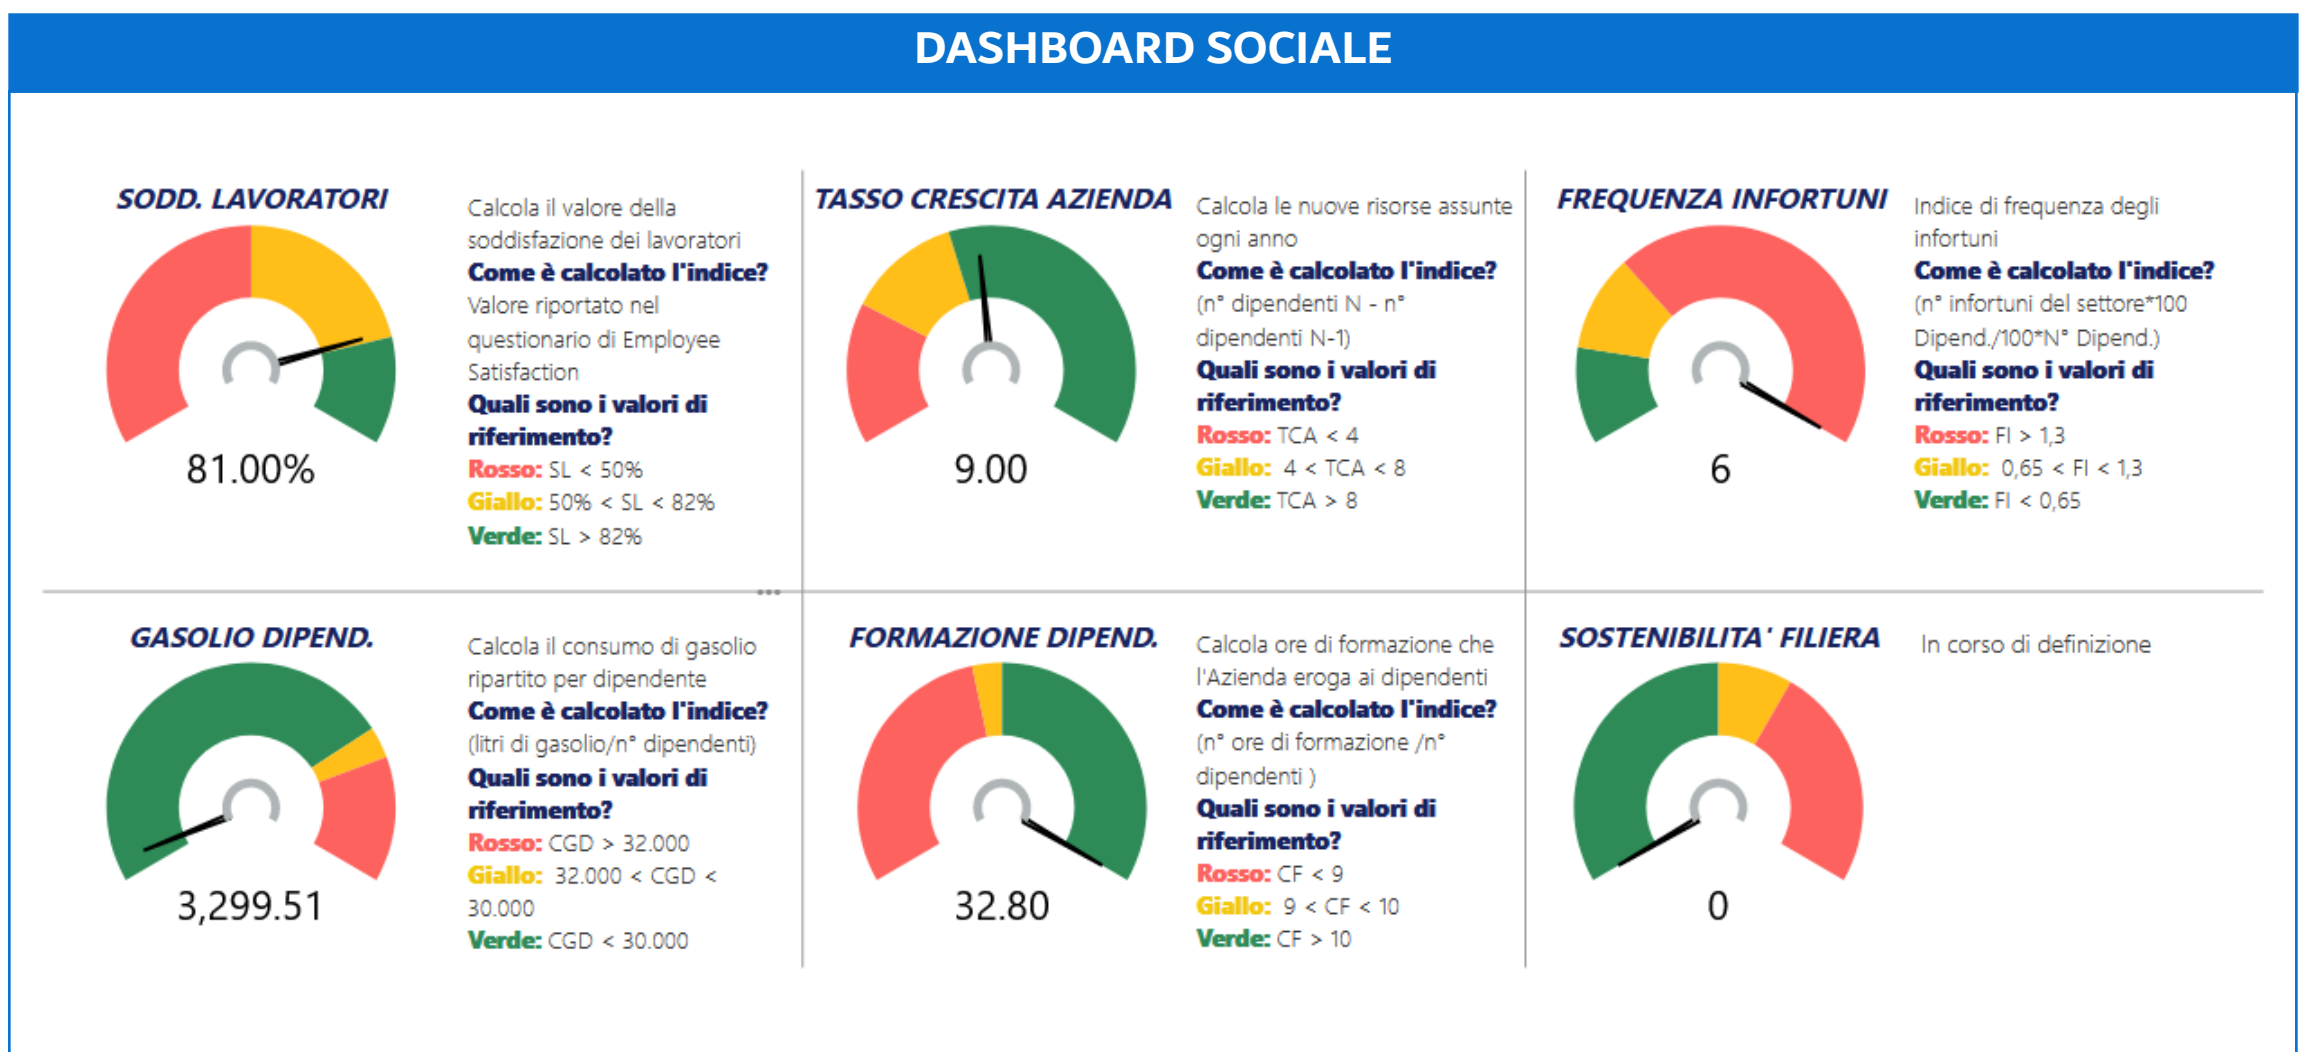 DASHBOARD SOCIALE
SODD. LAVORATORI
81.00%
Calcola il valore della
soddisfazione dei lavoratori
Come è calcolato l'indice?
Valore riportato nel
questionario di Employee
Satisfaction
Quali sono i valori di
riferimento?
Rosso: SL < 50%
Giallo: 50% < SL < 82%
Verde: SL > 82%
TASSO CRESCITA AZIENDA
9.00
Calcola le nuove risorse assunte
ogni anno
Come è calcolato l'indice?
(n° dipendenti N - n°
dipendenti N-1)
Quali sono i valori di
riferimento?
Rosso: TCA < 4
Giallo: 4 < TCA < 8
Verde: TCA > 8
FREQUENZA INFORTUNI
6
Indice di frequenza degli
infortuni
Come è calcolato l'indice?
(n° infortuni del settore*100
Dipend./100*N° Dipend.)
Quali sono i valori di
riferimento?
Rosso: FI > 1,3
Giallo: 0,65 < FI < 1,3
Verde: FI < 0,65
GASOLIO DIPEND.
3,299.51
Calcola il consumo di gasolio
ripartito per dipendente
Come è calcolato l'indice?
(litri di gasolio/n° dipendenti)
Quali sono i valori di
riferimento?
Rosso: CGD > 32.000
Giallo: 32.000 < CGD <
30.000
Verde: CGD < 30.000
FORMAZIONE DIPEND.
32.80
Calcola ore di formazione che
l'Azienda eroga ai dipendenti
Come è calcolato l'indice?
(n° ore di formazione /n°
dipendenti )
Quali sono i valori di
riferimento?
Rosso: CF < 9
Giallo: 9 < CF < 10
Verde: CF > 10
SOSTENIBILITA' FILIERA
0
In corso di definizione